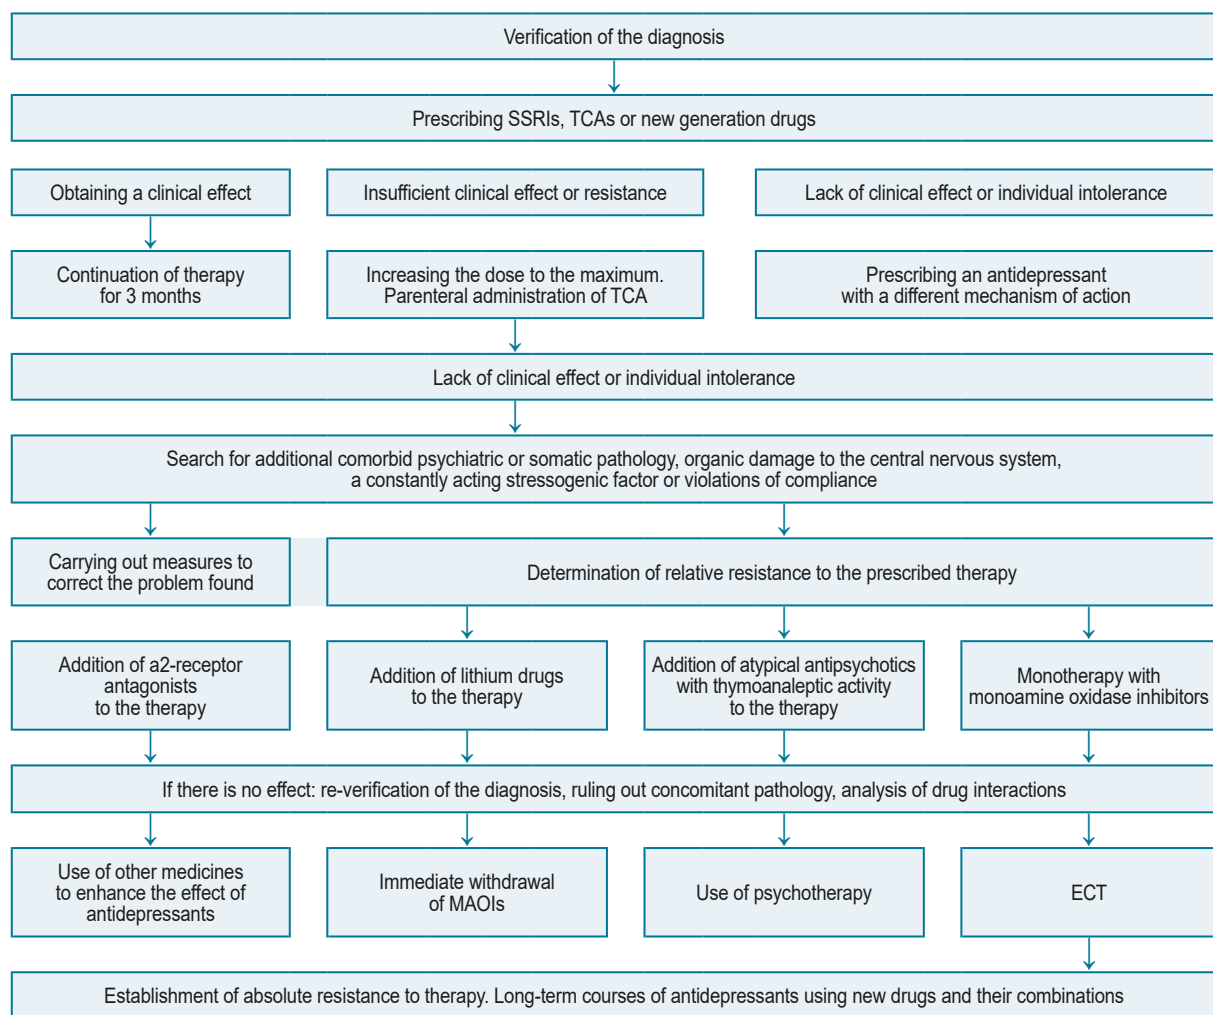 Verification of the diagnosis
Prescribing SSRIs, TCAs or new generation drugs
Obtaining a clinical effect
Insufficient clinical effect or resistance
Lack of clinical effect or individual intolerance
Continuation of therapy
for 3 months
Increasing the dose to the maximum.
Parenteral administration of TCA
Prescribing an antidepressant
with a different mechanism of action
Lack of clinical effect or individual intolerance
Search for additional comorbid psychiatric or somatic pathology, organic damage to the central nervous system,
a constantly acting stressogenic factor or violations of compliance
Carrying out measures to
correct the problem found
Determination of relative resistance to the prescribed therapy
Addition of a2-receptor
antagonists
to the therapy
Addition of lithium drugs
to the therapy
Addition of atypical antipsychotics
with thymoanaleptic activity
to the therapy
Monotherapy with
monoamine oxidase inhibitors
If there is no effect: re-verification of the diagnosis, ruling out concomitant pathology, analysis of drug interactions
Use of other medicines
to enhance the effect of
antidepressants
Immediate withdrawal
of MAOIs
Use of psychotherapy
ECT
Establishment of absolute resistance to therapy. Long-term courses of antidepressants using new drugs and their combinations